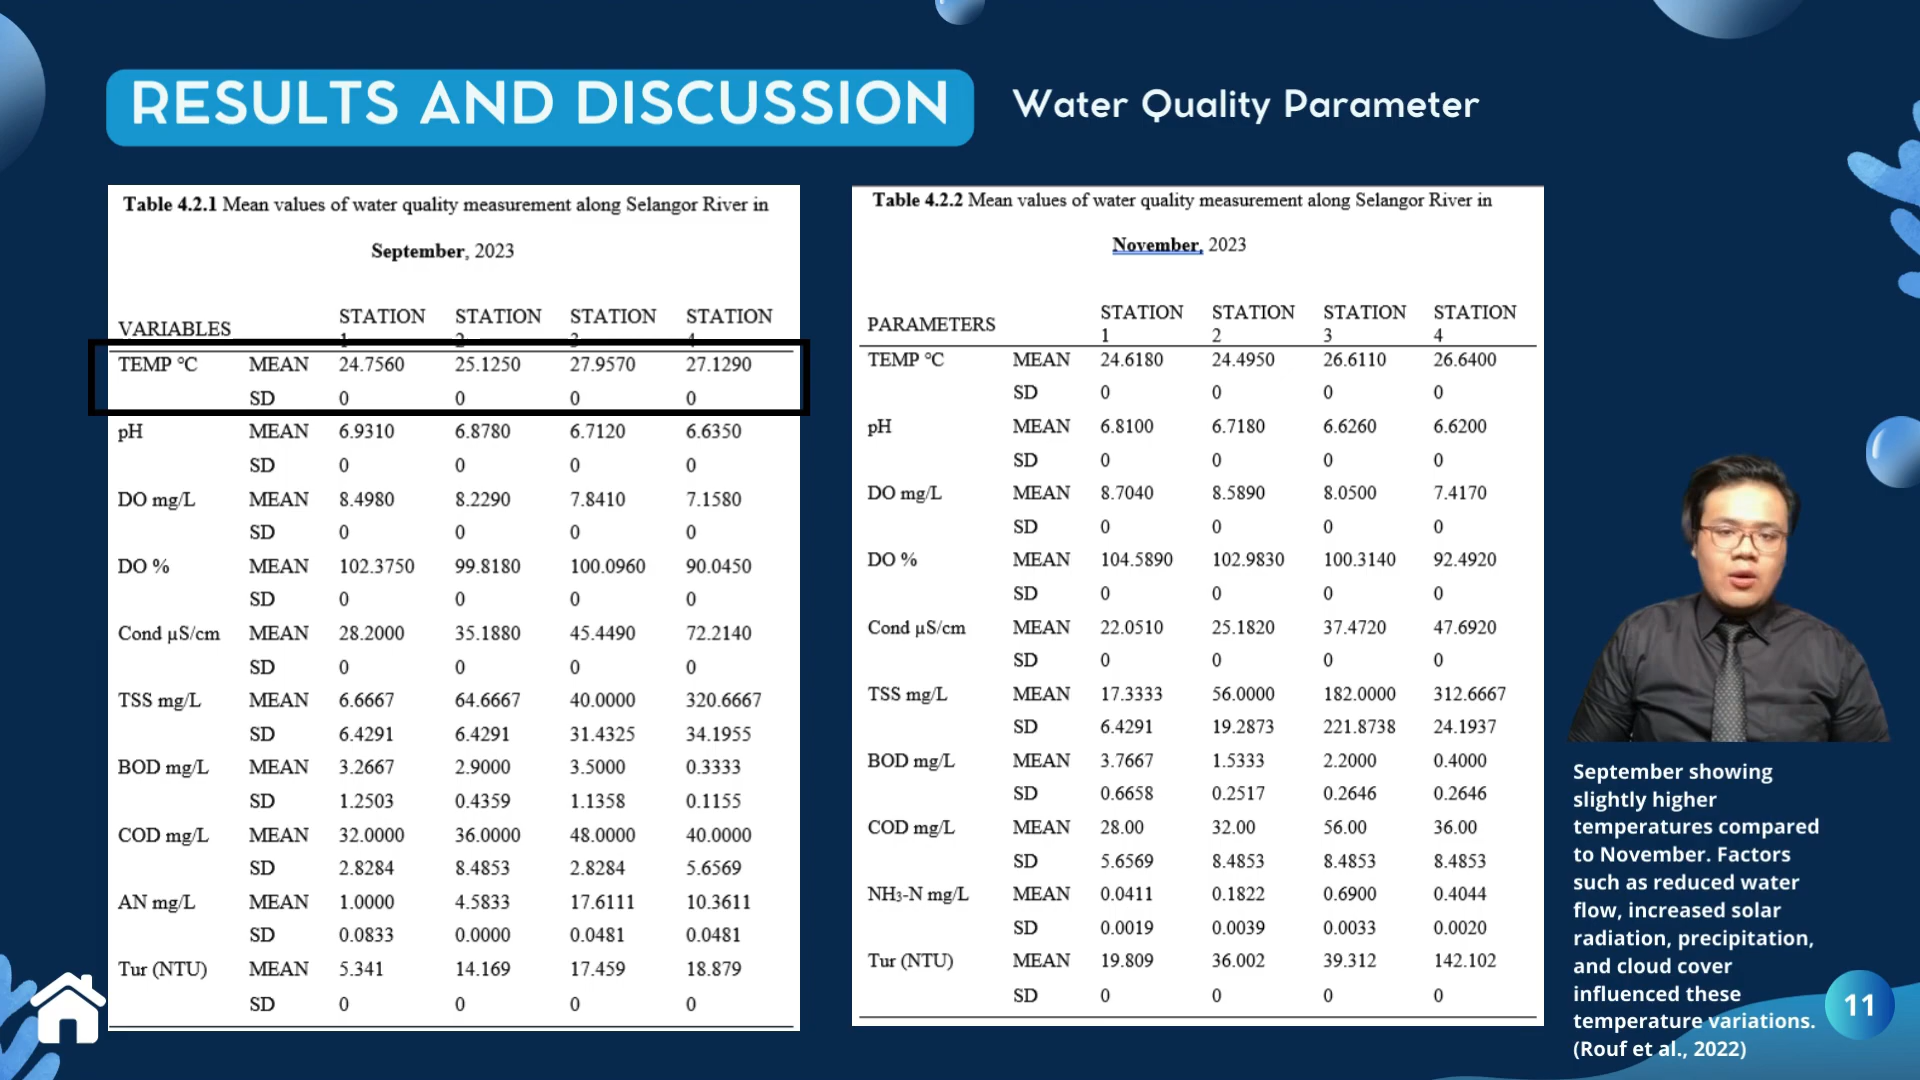 RESULTS AND DISCUSSION
Water Quality Parameter
Table 4.2.1 Mean values of water quality measurement along Selangor River in
September, 2023
VARIABLES STATION 1 STATION 2 STATION 3 STATION 4
TEMP °C MEAN 24.7560 25.1250 27.9570 27.1290
SD 0 0 0 0
pH MEAN 6.9310 6.8780 6.7120 6.6350
SD 0 0 0 0
DO mg/L MEAN 8.4980 8.2290 7.8410 7.1580
SD 0 0 0 0
DO % MEAN 102.3750 99.8180 100.0960 90.0450
SD 0 0 0 0
Cond µS/cm MEAN 28.2000 35.1880 45.4490 72.2140
SD 0 0 0 0
TSS mg/L MEAN 6.6667 64.6667 40.0000 320.6667
SD 6.4291 6.4291 31.4325 34.1955
BOD mg/L MEAN 3.2667 2.9000 3.5000 0.3333
SD 1.2503 0.4359 1.1358 0.1155
COD mg/L MEAN 32.0000 36.0000 48.0000 40.0000
SD 2.8284 8.4853 2.8284 5.6569
AN mg/L MEAN 1.0000 4.5833 17.6111 10.3611
SD 0.0833 0.0000 0.0481 0.0481
Tur (NTU) MEAN 5.341 14.169 17.459 18.879
SD 0 0 0 0
Table 4.2.2 Mean values of water quality measurement along Selangor River in
November, 2023
PARAMETERS STATION 1 STATION 2 STATION 3 STATION 4
TEMP °C MEAN 24.6180 24.4950 26.6110 26.6400
SD 0 0 0 0
pH MEAN 6.8100 6.7180 6.6260 6.6200
SD 0 0 0 0
DO mg/L MEAN 8.7040 8.5890 8.0500 7.4170
SD 0 0 0 0
DO % MEAN 104.5890 102.9830 100.3140 92.4920
SD 0 0 0 0
Cond µS/cm MEAN 22.0510 25.1820 37.4720 47.6920
SD 0 0 0 0
TSS mg/L MEAN 17.3333 56.0000 182.0000 312.6667
SD 6.4291 19.2873 221.8738 24.1937
BOD mg/L MEAN 3.7667 1.5333 2.2000 0.4000
SD 0.6658 0.2517 0.2646 0.2646
COD mg/L MEAN 28.00 32.00 56.00 36.00
SD 5.6569 8.4853 8.4853 8.4853
NH3-N mg/L MEAN 0.0411 0.1822 0.6900 0.4044
SD 0.0019 0.0039 0.0033 0.0020
Tur (NTU) MEAN 19.809 36.002 39.312 142.102
SD 0 0 0 0
September showing
slightly higher
temperatures compared
to November. Factors
such as reduced water
flow, increased solar
radiation, precipitation,
and cloud cover
influenced these
temperature variations.
(Rouf et al., 2022)
11